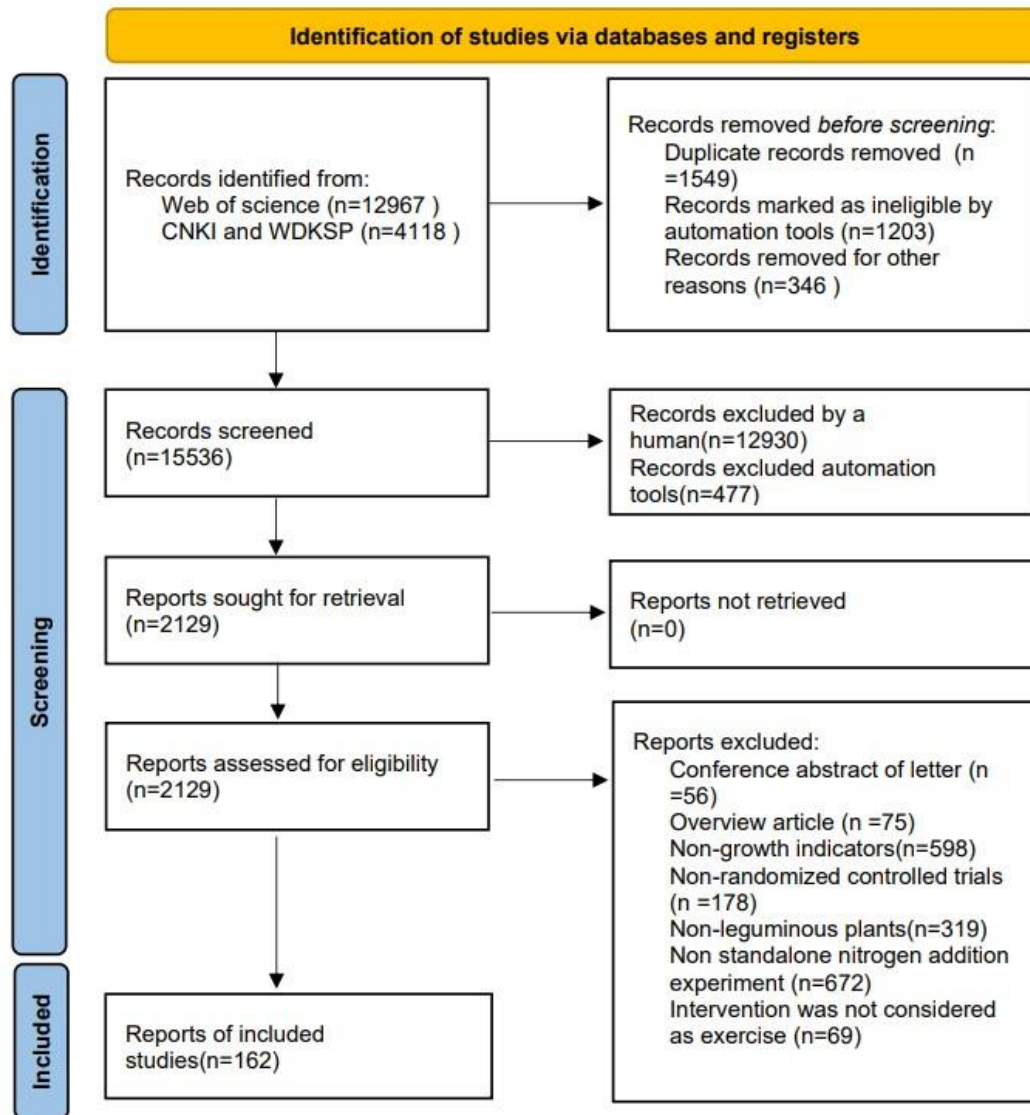 Identification of studies via databases and registers
Identification
Records identified from:
Web of science (n=12967 )
CNKI and WDKSP (n=4118 )
Records removed before screening:
Duplicate records removed  (n
=1549)
Records marked as ineligible by
automation tools (n=1203)
Records removed for other
reasons (n=346 )
Screening
Records screened
(n=15536)
Records excluded by a
human(n=12930)
Records excluded automation
tools(n=477)
Reports sought for retrieval
(n=2129)
Reports not retrieved
(n=0)
Reports assessed for eligibility
(n=2129)
Reports excluded:
Conference abstract of letter (n
=56)
Overview article (n =75)
Non-growth indicators(n=598)
Non-randomized controlled trials
(n =178)
Non-leguminous plants(n=319)
Non standalone nitrogen addition
experiment (n=672)
Intervention was not considered
as exercise (n=69)
Included
Reports of included
studies(n=162)